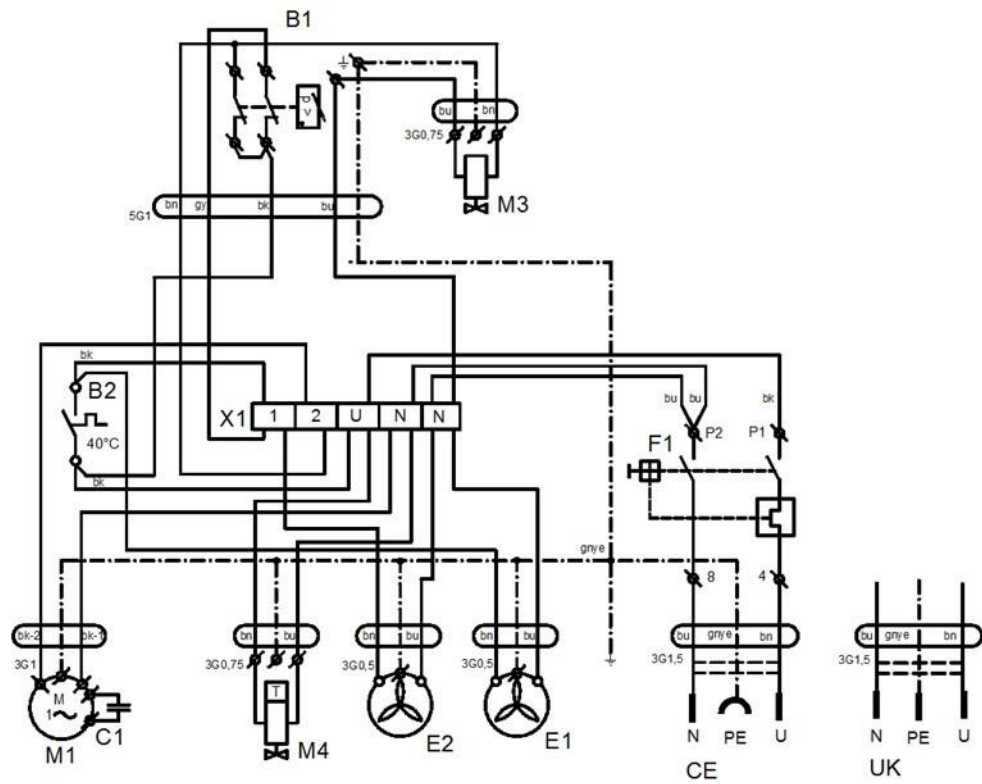 B1
p
>
bu bn
3G0,75
M3
5G1 bn gy bk bu
bk
B2
40°C
bk
X1 1 2 U N N
bu bu bk
P2 P1
F1
gnye
8 4
bk-2 bk-1
3G1
M
1~
M1
C1
bn bu
3G0,75
T
M4
bn bu
3G0,5
E2
bn bu
3G0,5
E1
bu gnye bn
3G1,5
N PE U
CE
bu gnye bn
3G1,5
N PE U
UK